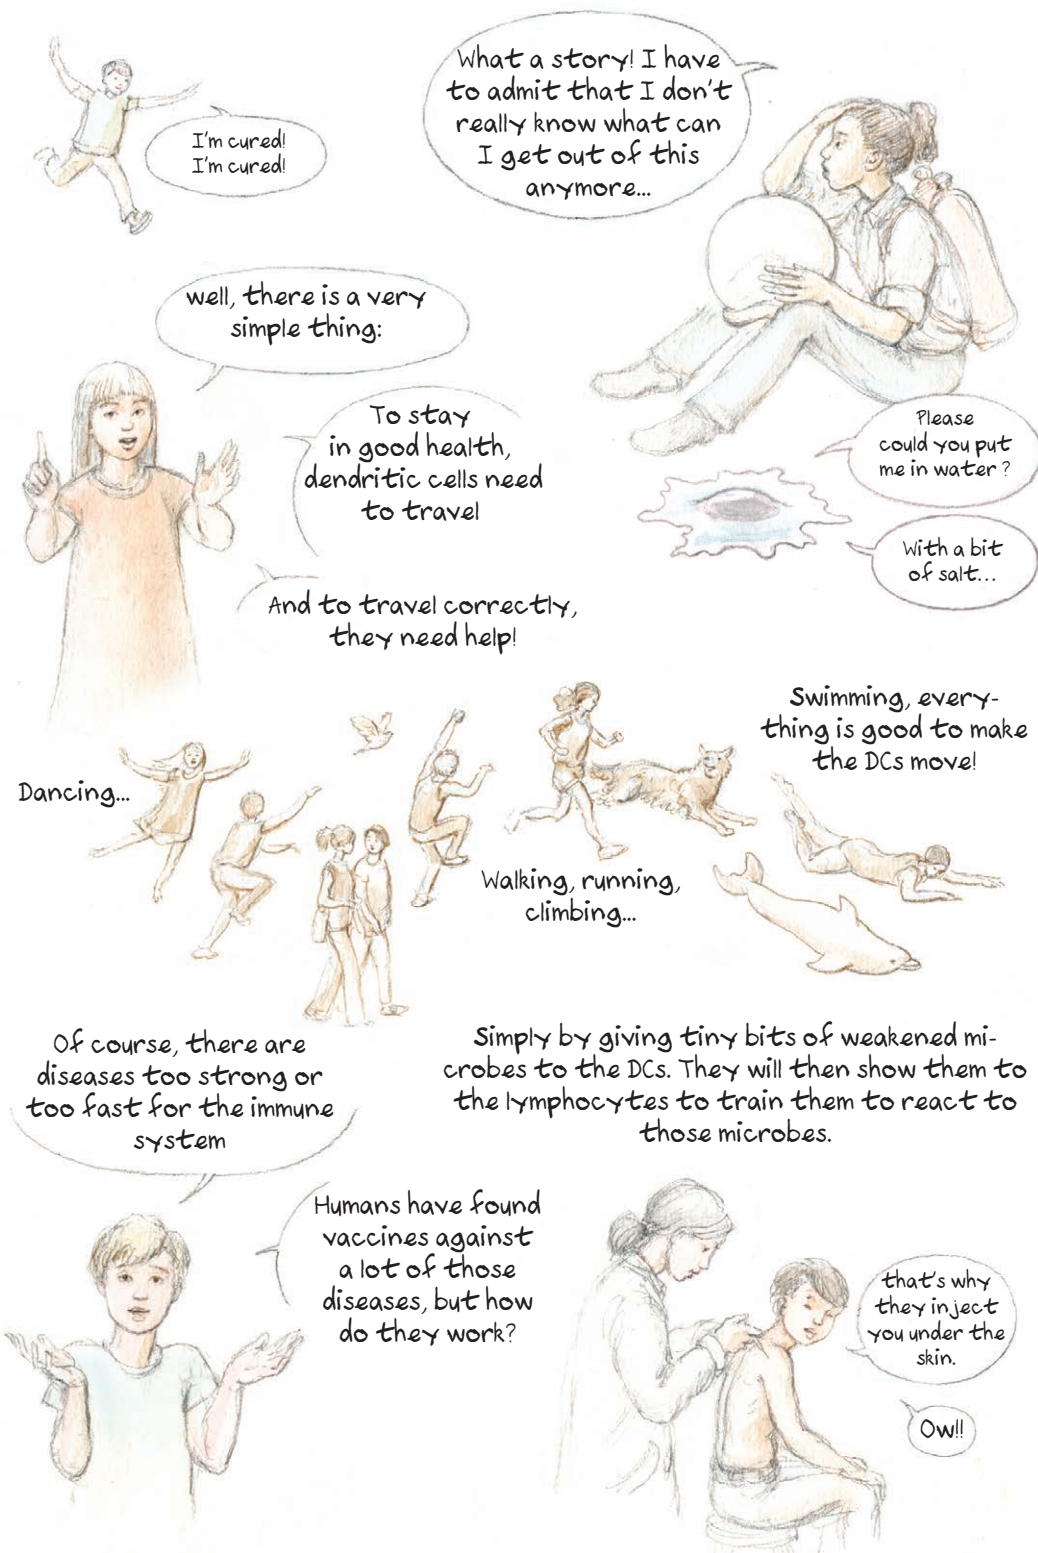 I'm cured!
I'm cured!
What a story! I have
to admit that I don't
really know what can
I get out of this
anymore...
well, there is a very
simple thing:
To stay
in good health,
dendritic cells need
to travel
Please
could you put
me in water ?
With a bit
of salt...
And to travel correctly,
they need help!
Dancing...
Walking, running,
climbing...
Swimming, every-
thing is good to make
the DCs move!
Of course, there are
diseases too strong or
too fast for the immune
system
Humans have found
vaccines against
a lot of those
diseases, but how
do they work?
Simply by giving tiny bits of weakened mi-
crobes to the DCs. They will then show them to
the lymphocytes to train them to react to
those microbes.
that's why
they inject
you under the
skin.
Ow!!